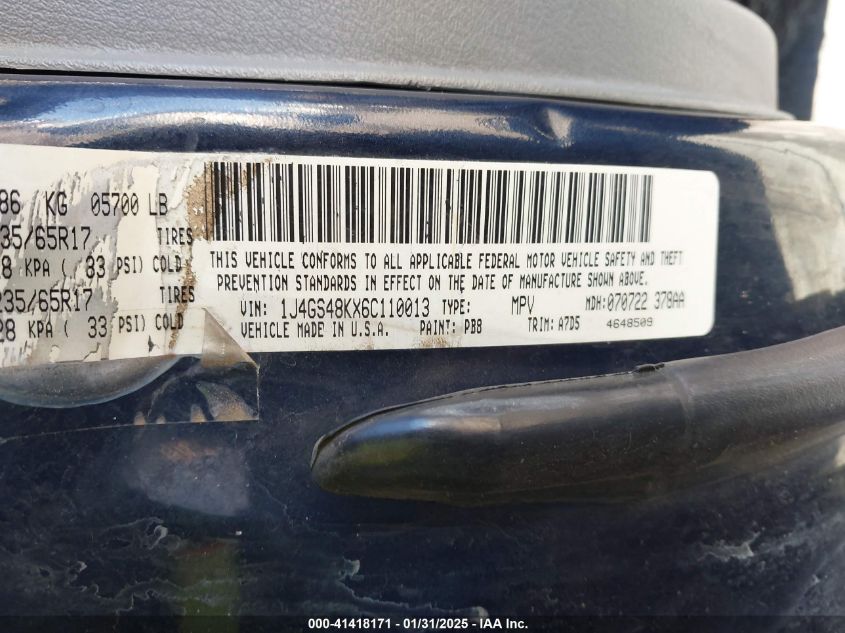 86 KG 05700 LB
35/65R17 TIRES
8 KPA ( 33 PSI) COLD
235/65R17 TIRES
28 KPA ( 33 PSI) COLD
THIS VEHICLE CONFORMS TO ALL APPLICABLE FEDERAL MOTOR VEHICLE SAFETY AND THEFT
PREVENTION STANDARDS IN EFFECT ON THE DATE OF MANUFACTURE SHOWN ABOVE.
VIN: 1J4GS48KX6C110013 TYPE: MPV MDH: 070722 378AA
VEHICLE MADE IN U.S.A. PAINT: PB8 TRIM: A7D5 4648509
000-41418171 - 01/31/2025 - IAA Inc.